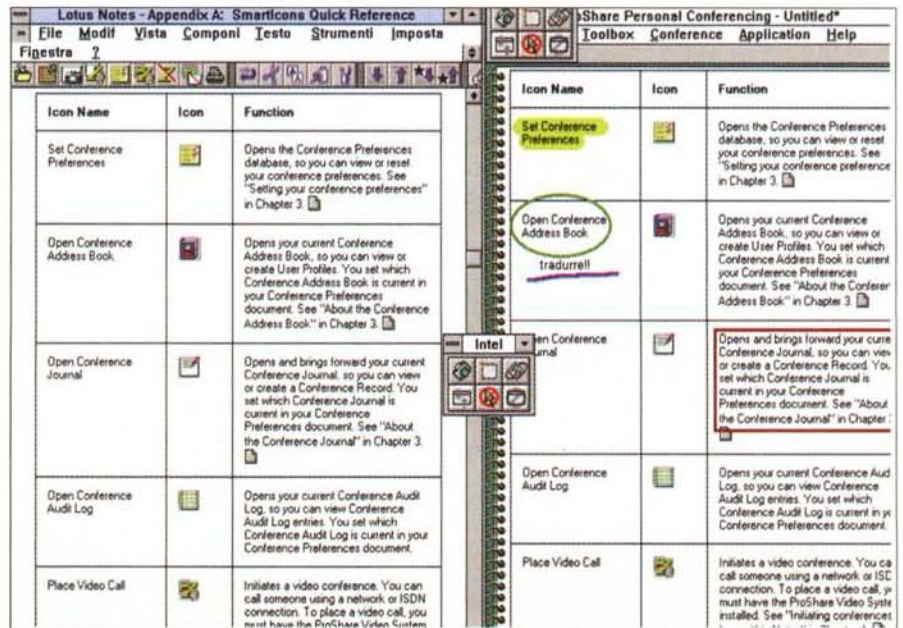 Lotus Notes - Appendix A: SmartIcons Quick Reference
File Modif Vista Componi Testo Strumenti Imposta
Finestra ?
Icon Name Icon Function
Set Conference
Preferences
Opens the Conference Preferences
database, so you can view or reset
your conference preferences. See
"Setting your conference preferences"
in Chapter 3.
Open Conference
Address Book
Opens your current Conference
Address Book, so you can view or
create User Profiles. You set which
Conference Address Book is current in
your Conference Preferences
document. See "About the Conference
Address Book" in Chapter 3.
Open Conference
Journal
Opens and brings forward your current
Conference Journal, so you can view
or create a Conference Record. You
set which Conference Journal is
current in your Conference
Preferences document. See "About
the Conference Journal" in Chapter 3.
Open Conference
Audit Log
Opens your current Conference Audit
Log, so you can view Conference
Audit Log entries. You set which
Conference Audit Log is current in your
Conference Preferences document.
Place Video Call
Initiates a video conference. You can
call someone using a network or ISDN
connection. To place a video call, you
must have the ProShare Video System
Intel
Share Personal Conferencing - Untitled*
Toolbox Conference Application Help
Icon Name Icon Function
Set Conference
Preferences
Opens the Conference Preferences
database, so you can view or reset
your conference preferences. See
"Setting your conference preference
in Chapter 3.
Open Conference
Address Book
tradurre!!
Opens your current Conference
Address Book, so you can view or
create User Profiles. You set which
Conference Address Book is current
your Conference Preferences
document. See "About the Conferen
Address Book" in Chapter 3.
en Conference
urnal
Opens and brings forward your curre
Conference Journal, so you can view
or create a Conference Record. You
set which Conference Journal is
current in your Conference
Preferences document. See "About
the Conference Journal" in Chapter
Open Conference
Audit Log
Opens your current Conference Aud
Log, so you can view Conference
Audit Log entries. You set which
Conference Audit Log is current in yo
Conference Preferences document.
Place Video Call
Initiates a video conference. You ca
call someone using a network or ISD
connection. To place a video call, y
must have the ProShare Video Syste
installed. See "Initiating conferences